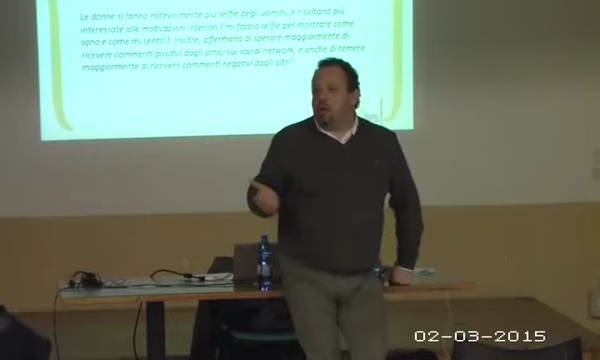 Le donne si fanno notevolmente più selfie degli uomini, e risultano più
interessate alle motivazioni interiori ('mi faccio selfie per mostrare come
sono e come mi sento'). Inoltre, affermano di sperare maggiormente di
ricevere commenti positivi dagli amici sui social network, e anche di temere
maggiormente di ricevere commenti negativi dagli altri".
02-03-2015